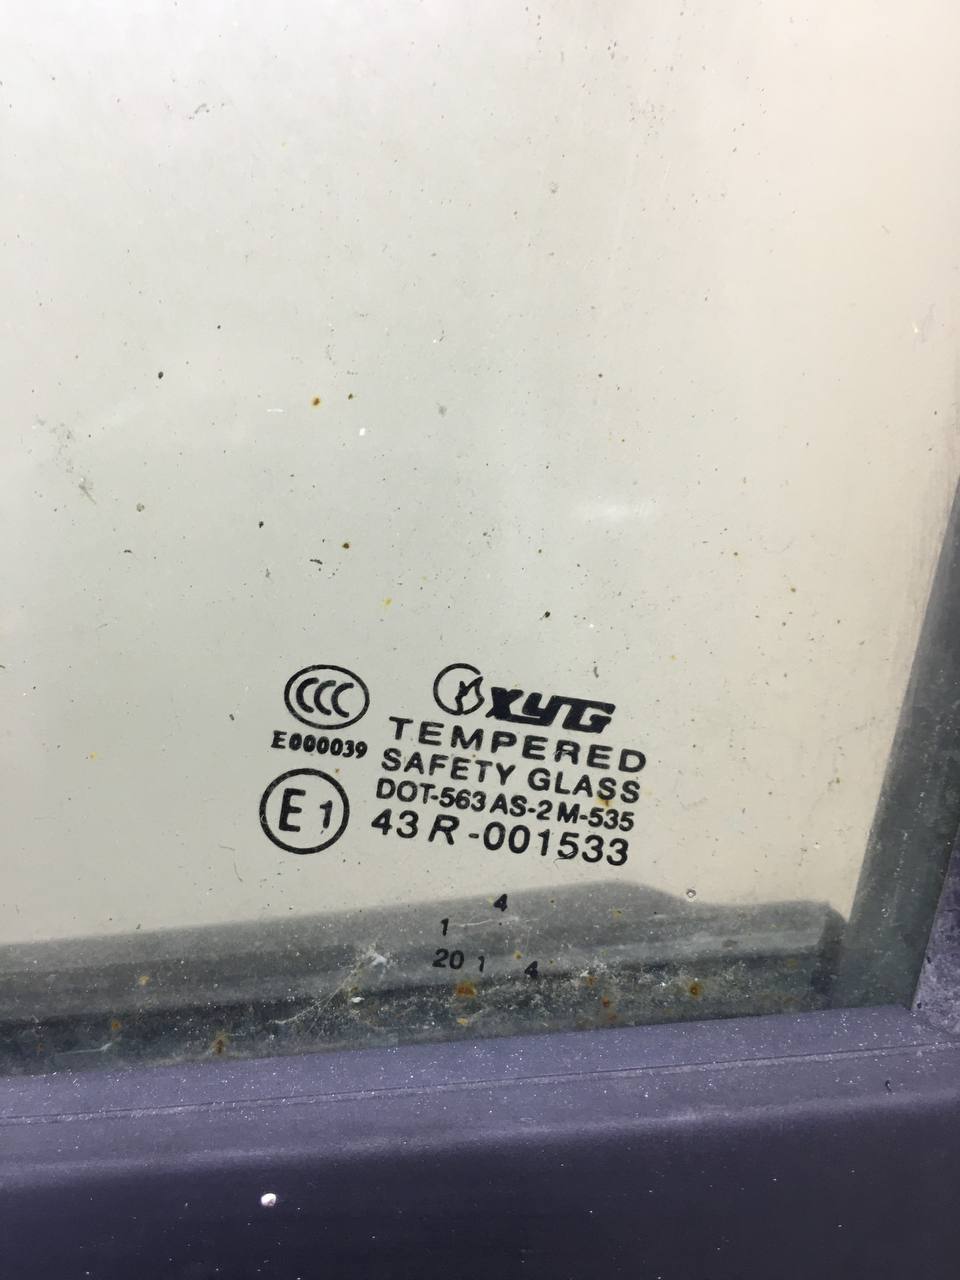 CCC XYG
E000039 TEMPERED
SAFETY GLASS
DOT-563 AS-2 M-535
E1 43 R -001533
4
1
20 1 4